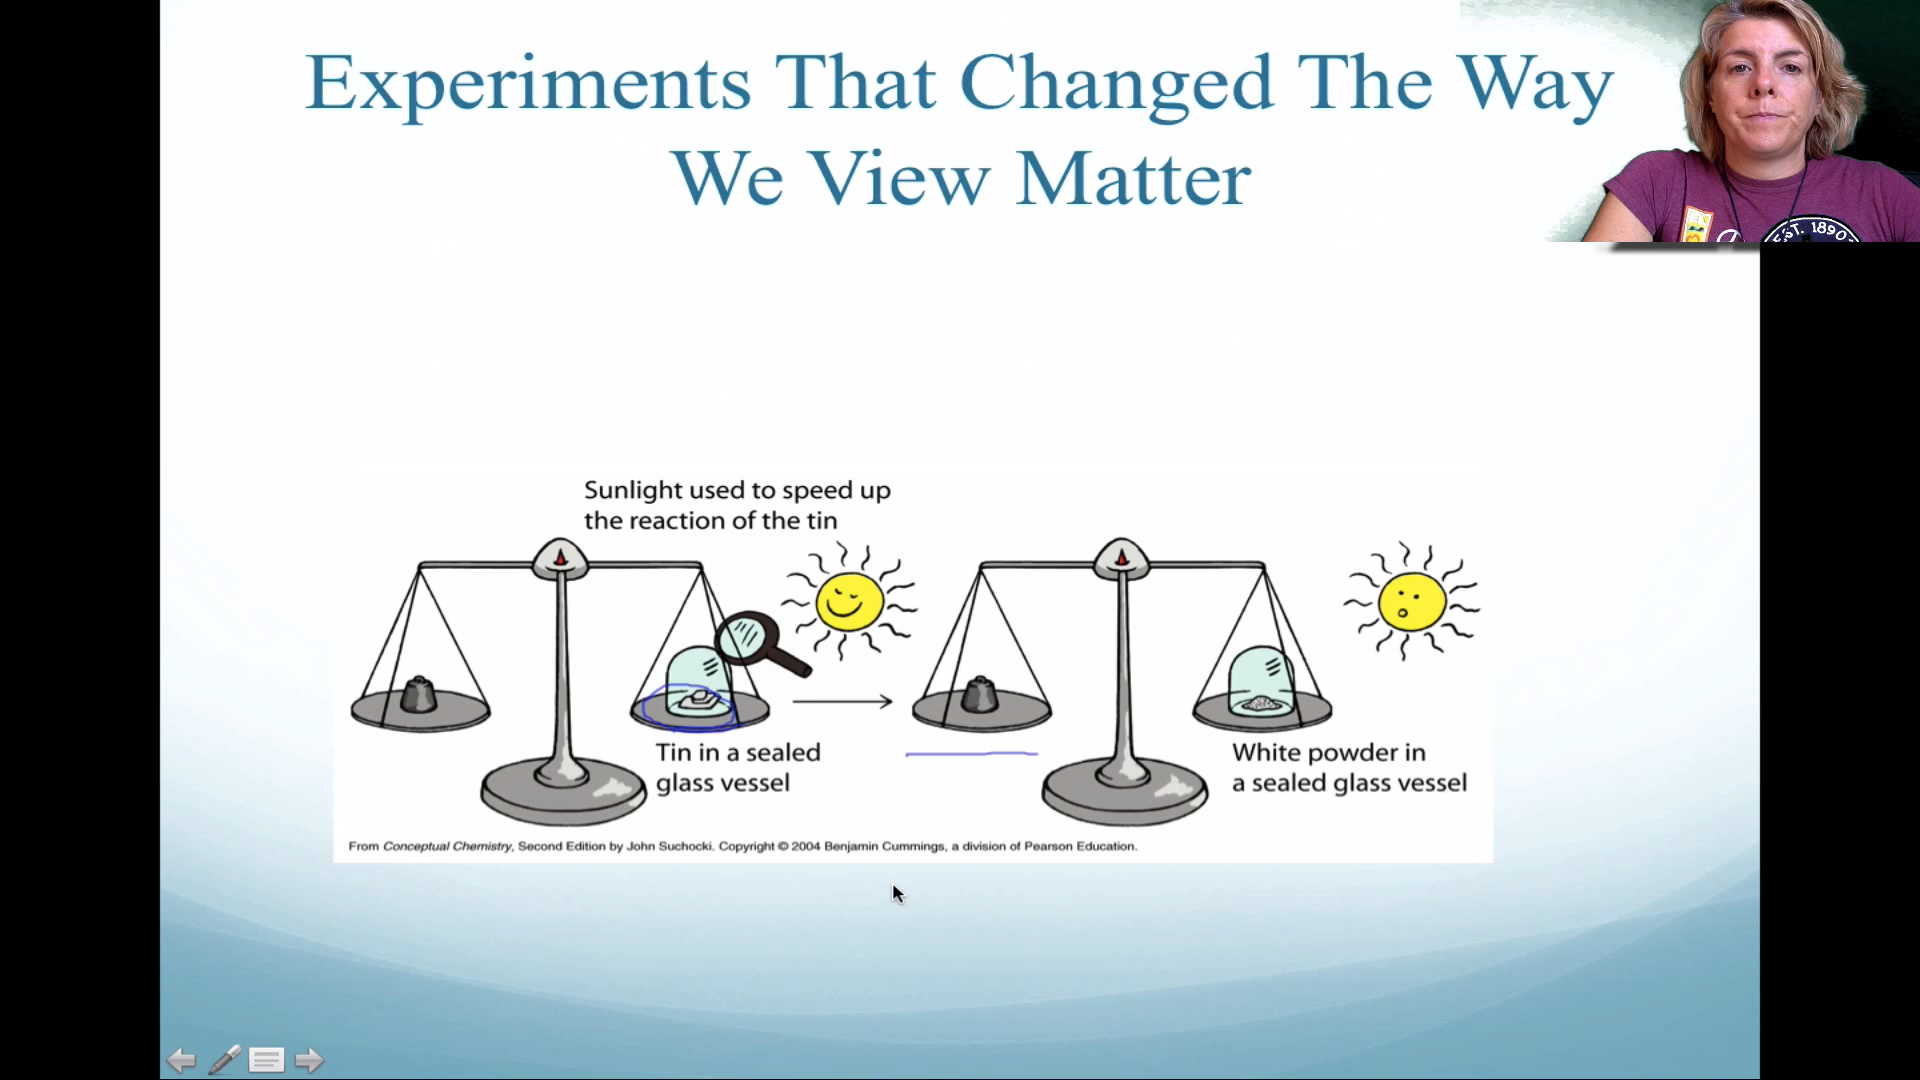 Experiments That Changed The Way
We View Matter
EST. 1890
Sunlight used to speed up
the reaction of the tin
Tin in a sealed
glass vessel
White powder in
a sealed glass vessel
From Conceptual Chemistry, Second Edition by John Suchocki. Copyright © 2004 Benjamin Cummings, a division of Pearson Education.